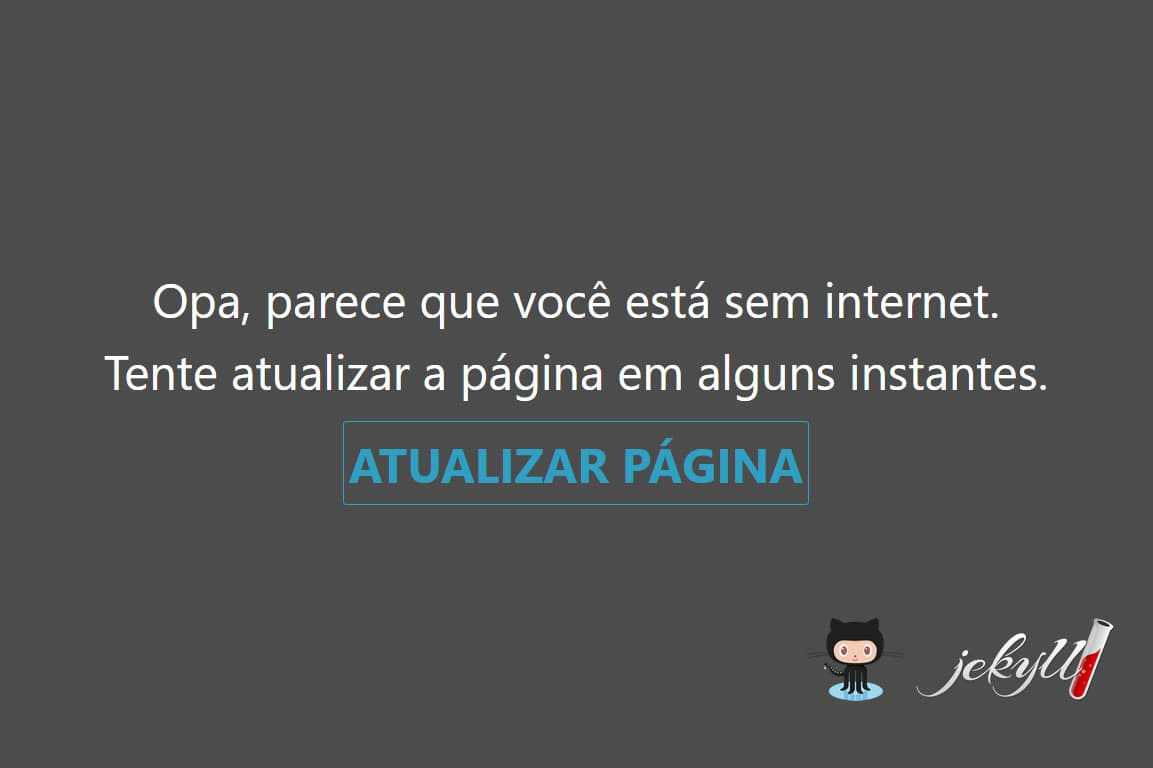 Opa, parece que você está sem internet.
Tente atualizar a página em alguns instantes.
ATUALIZAR PÁGINA
jekyll